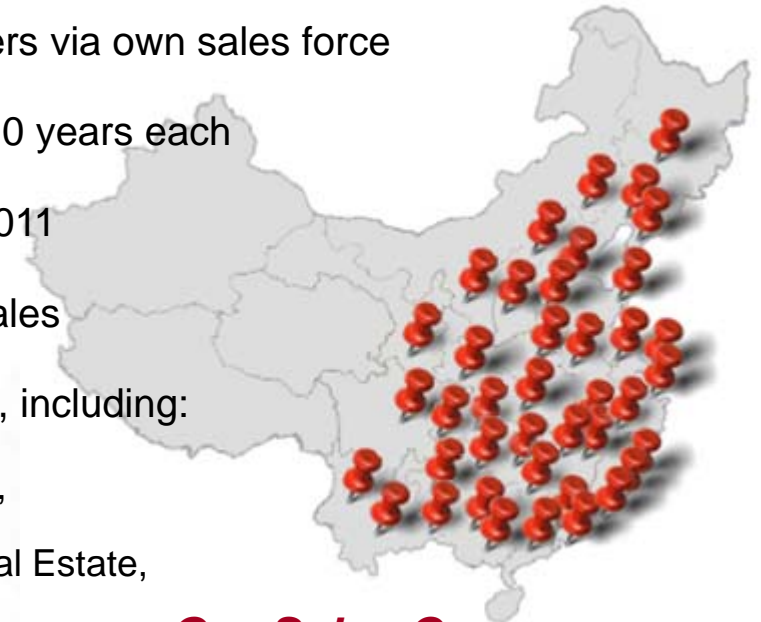 ers via own sales force
0 years each
011
ales
, including:
,
al Estate,